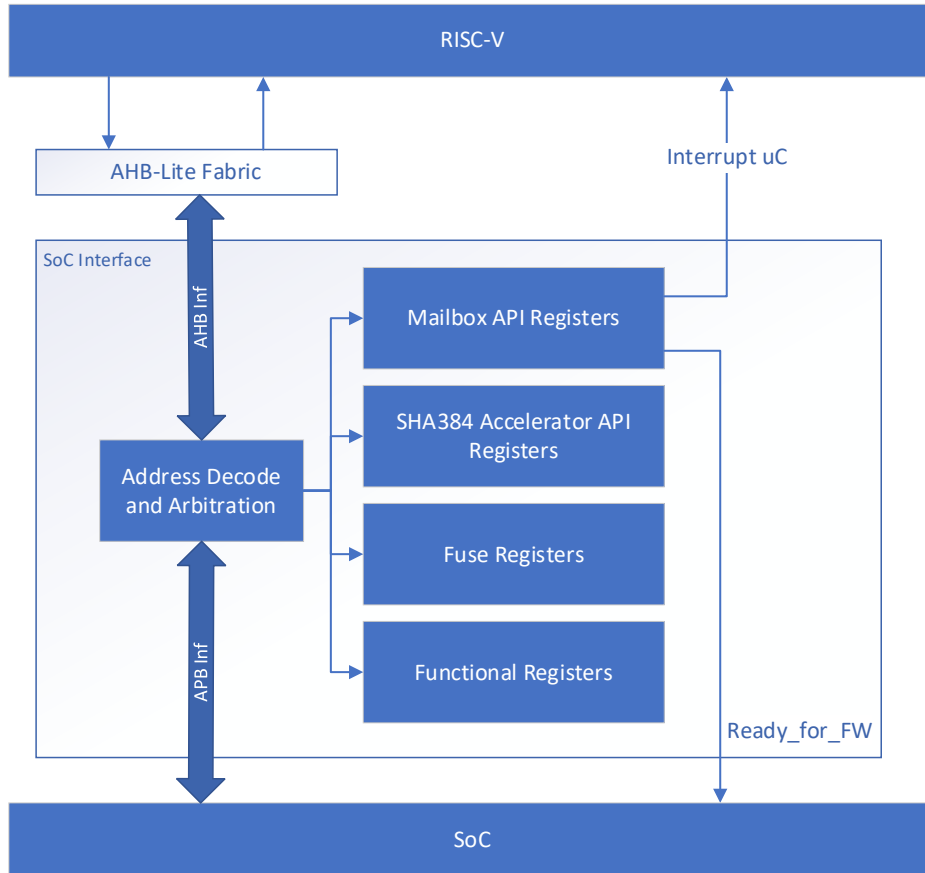 RISC-V
AHB-Lite Fabric
Interrupt uC
SoC Interface
AHB Inf
Mailbox API Registers
SHA384 Accelerator API
Registers
Address Decode
and Arbitration
Fuse Registers
APB Inf
Functional Registers
Ready_for_FW
SoC